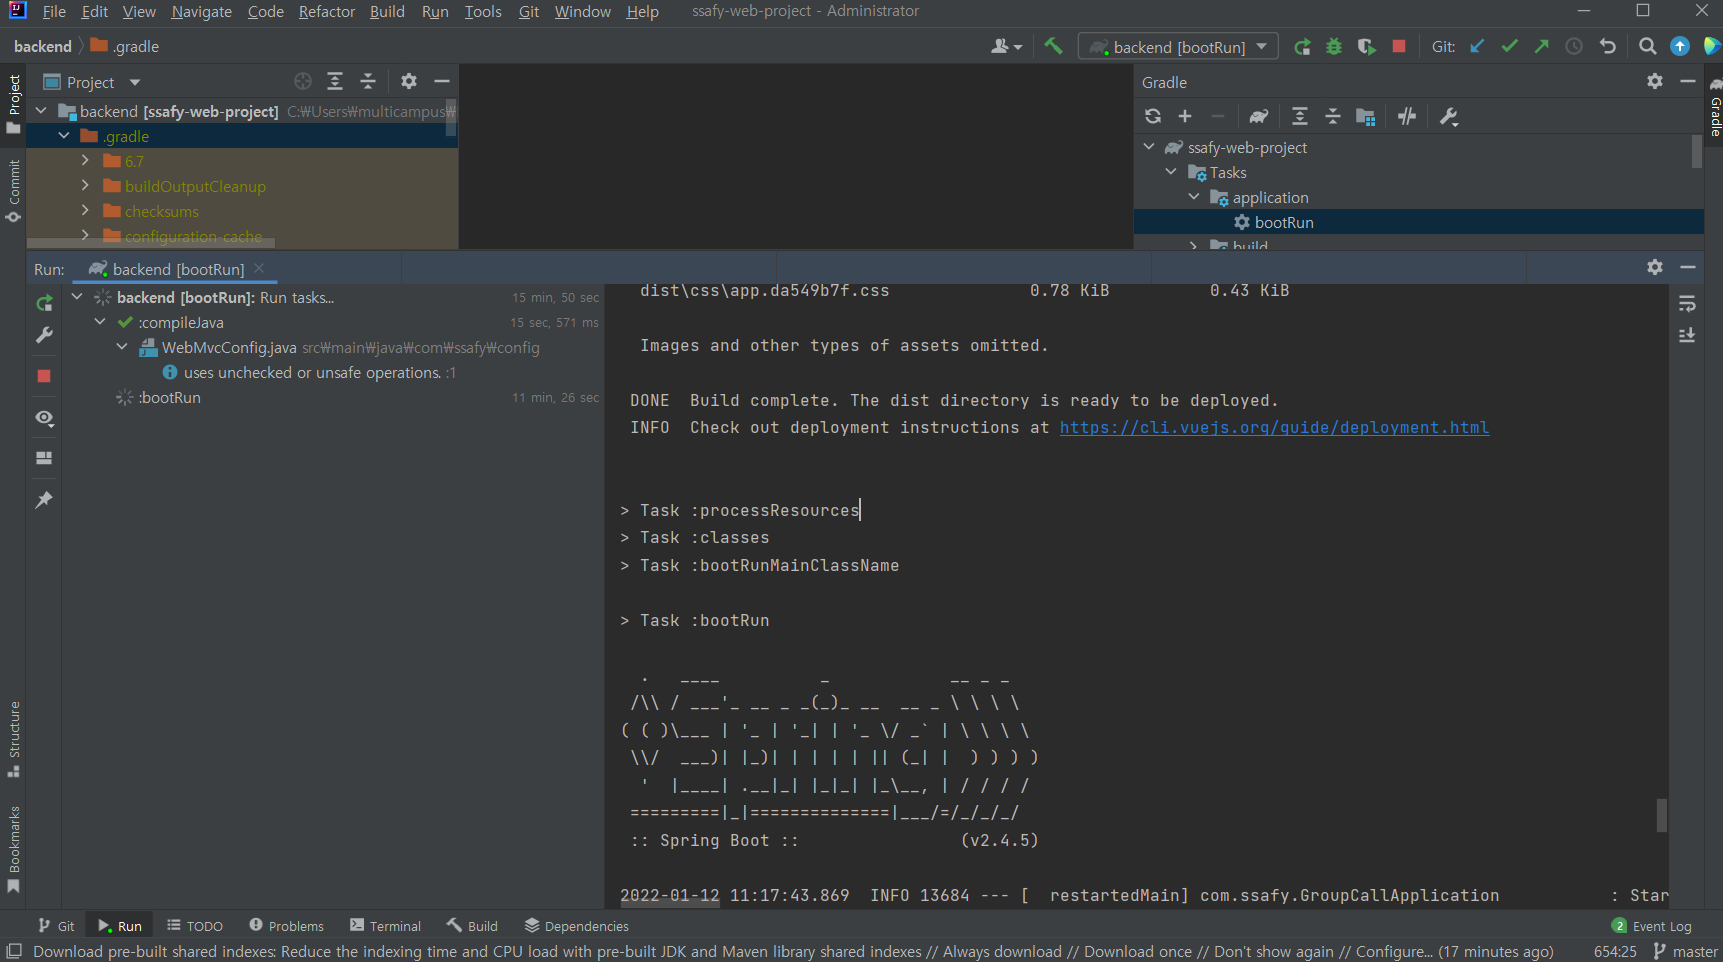 File Edit View Navigate Code Refactor Build Run Tools Git Window Help ssafy-web-project - Administrator
backend .gradle backend [bootRun] Git:
Project Gradle
Project
backend [ssafy-web-project] C:₩Users₩multicampus₩
.gradle
6.7
buildOutputCleanup
checksums
configuration-cache
Commit
ssafy-web-project
Tasks
application
bootRun
build
Gradle
Run: backend [bootRun]
backend [bootRun]: Run tasks... 15 min, 50 sec
:compileJava 15 sec, 571 ms
WebMvcConfig.java src₩main₩java₩com₩ssafy₩config
uses unchecked or unsafe operations. :1
:bootRun 11 min, 26 sec
dist\css\app.da549b7f.css 0.78 KiB 0.43 KiB
Images and other types of assets omitted.
DONE Build complete. The dist directory is ready to be deployed.
INFO Check out deployment instructions at https://cli.vuejs.org/guide/deployment.html
> Task :processResources
> Task :classes
> Task :bootRunMainClassName
> Task :bootRun
  .   ____          _            __ _ _
 /\\ / ___'_ __ _ _(_)_ __  __ _ \ \ \ \
( ( )\___ | '_ | '_| | '_ \/ _` | \ \ \ \
 \\/  ___)| |_)| | | | | || (_| |  ) ) ) )
  '  |____| .__|_| |_|_| |_\__, | / / / /
 =========|_|==============|___/=/_/_/_/
:: Spring Boot :: (v2.4.5)
2022-01-12 11:17:43.869 INFO 13684 --- [ restartedMain] com.ssafy.GroupCallApplication : Star
Structure
Bookmarks
Git Run TODO Problems Terminal Build Dependencies 2 Event Log
Download pre-built shared indexes: Reduce the indexing time and CPU load with pre-built JDK and Maven library shared indexes // Always download // Download once // Don't show again // Configure... (17 minutes ago) 654:25 master